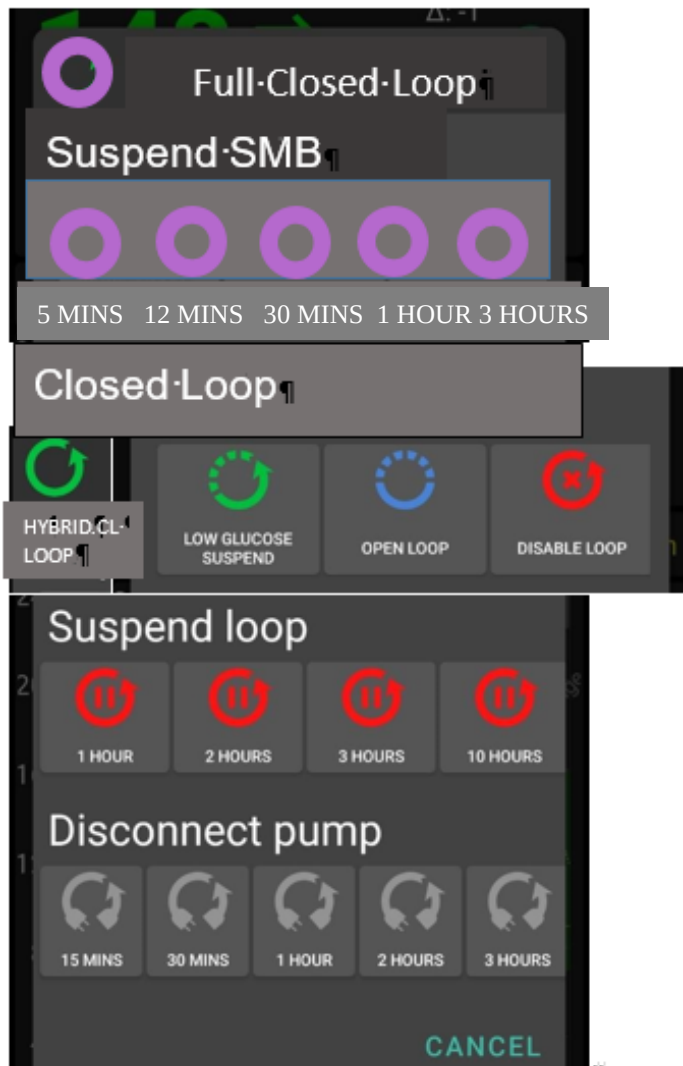 Δ: -1
Full·Closed·Loop¶
Suspend·SMB¶
5 MINS 12 MINS 30 MINS 1 HOUR 3 HOURS
Closed·Loop¶
HYBRID.CL·
LOOP¶
LOW GLUCOSE
SUSPEND
OPEN LOOP
DISABLE LOOP
Suspend loop
1 HOUR 2 HOURS 3 HOURS 10 HOURS
Disconnect pump
15 MINS 30 MINS 1 HOUR 2 HOURS 3 HOURS
CANCEL